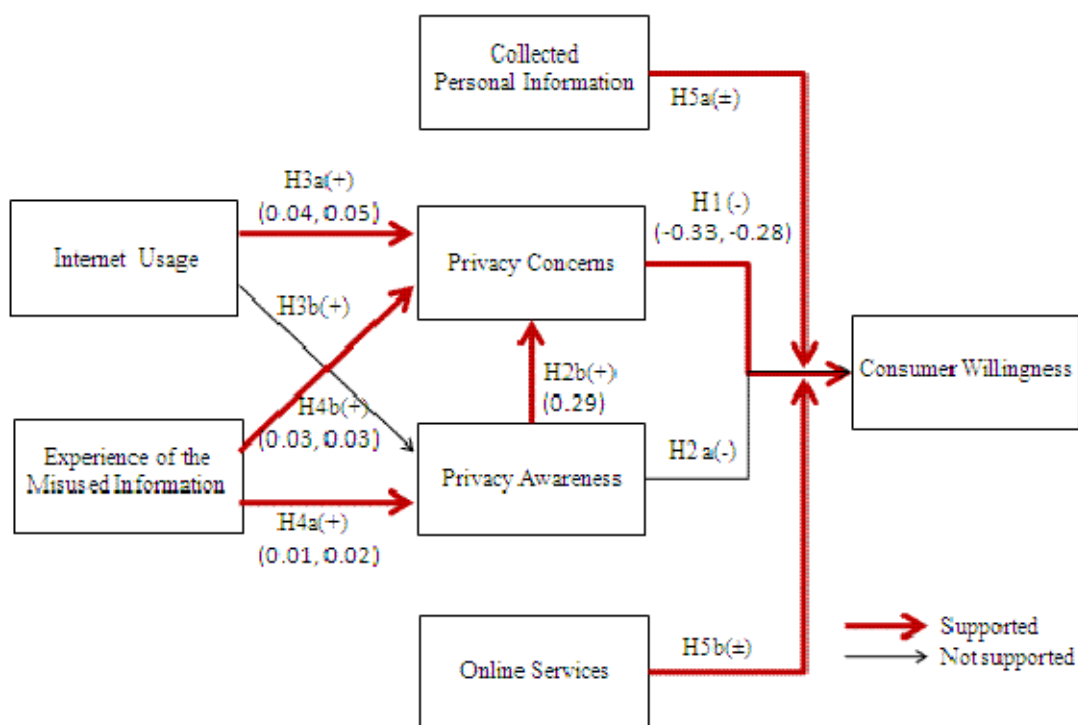 Collected
Personal Information
H5a(±)
H3a(+)
(0.04, 0.05)
H1 (-)
(-0.33, -0.28)
Internet Usage
Privacy Concerns
H3b(+)
H2b(+)
(0.29)
Consumer Willingness
H4b(+)
(0.03, 0.03)
Experience of the
Misused Information
Privacy Awareness
H2a(-)
H4a(+)
(0.01, 0.02)
Online Services
H5b(±)
Supported
Not supported